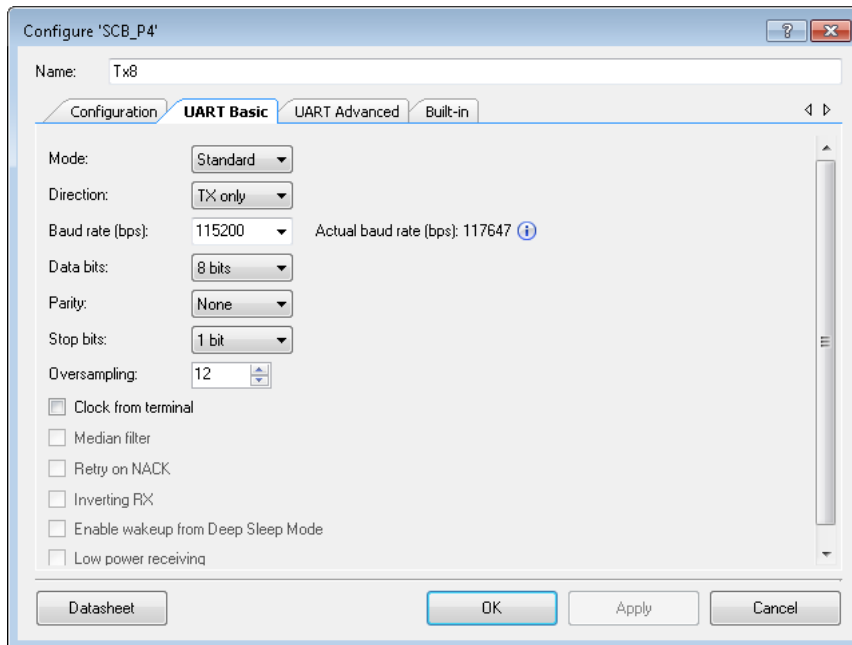 Configure 'SCB_P4'
Name: Tx8
Configuration UART Basic UART Advanced Built-in
Mode: Standard
Direction: TX only
Baud rate (bps): 115200 Actual baud rate (bps): 117647
Data bits: 8 bits
Parity: None
Stop bits: 1 bit
Oversampling: 12
Clock from terminal
Median filter
Retry on NACK
Inverting RX
Enable wakeup from Deep Sleep Mode
Low power receiving
Datasheet OK Apply Cancel